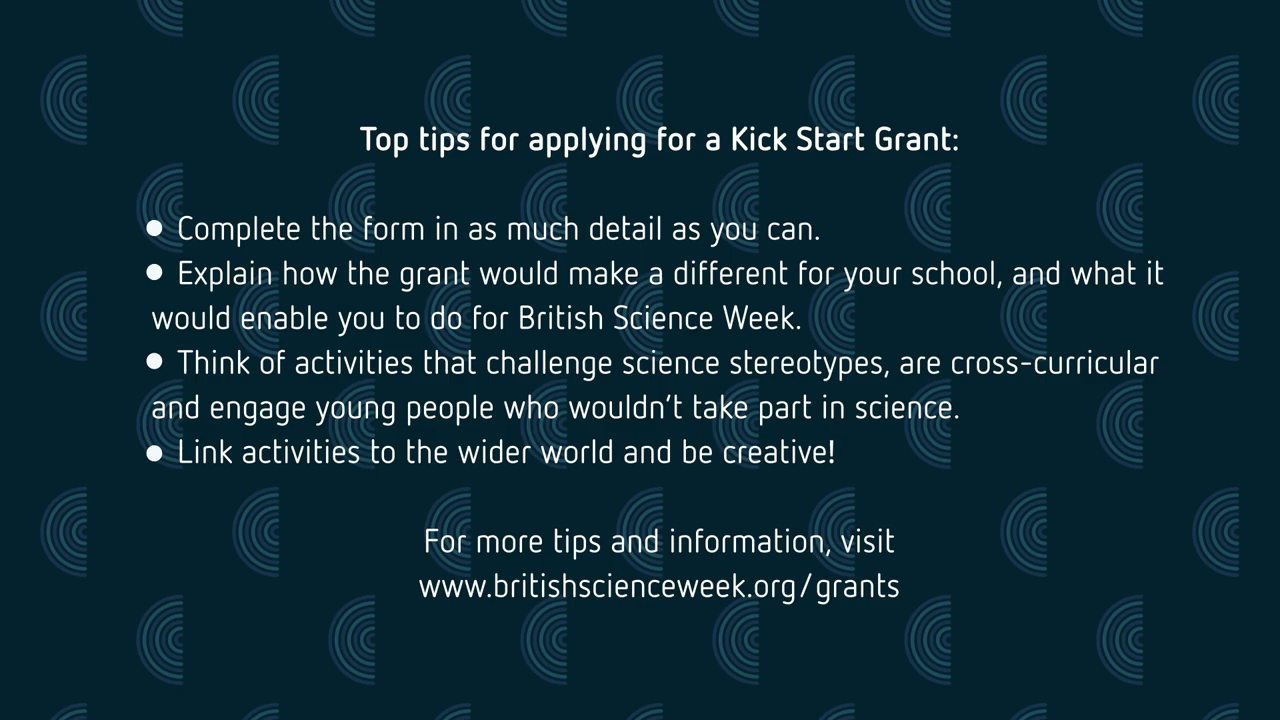 Top tips for applying for a Kick Start Grant:
● Complete the form in as much detail as you can.
● Explain how the grant would make a different for your school, and what it
would enable you to do for British Science Week.
● Think of activities that challenge science stereotypes, are cross-curricular
and engage young people who wouldn't take part in science.
● Link activities to the wider world and be creative!
For more tips and information, visit
www.britishscienceweek.org/grants